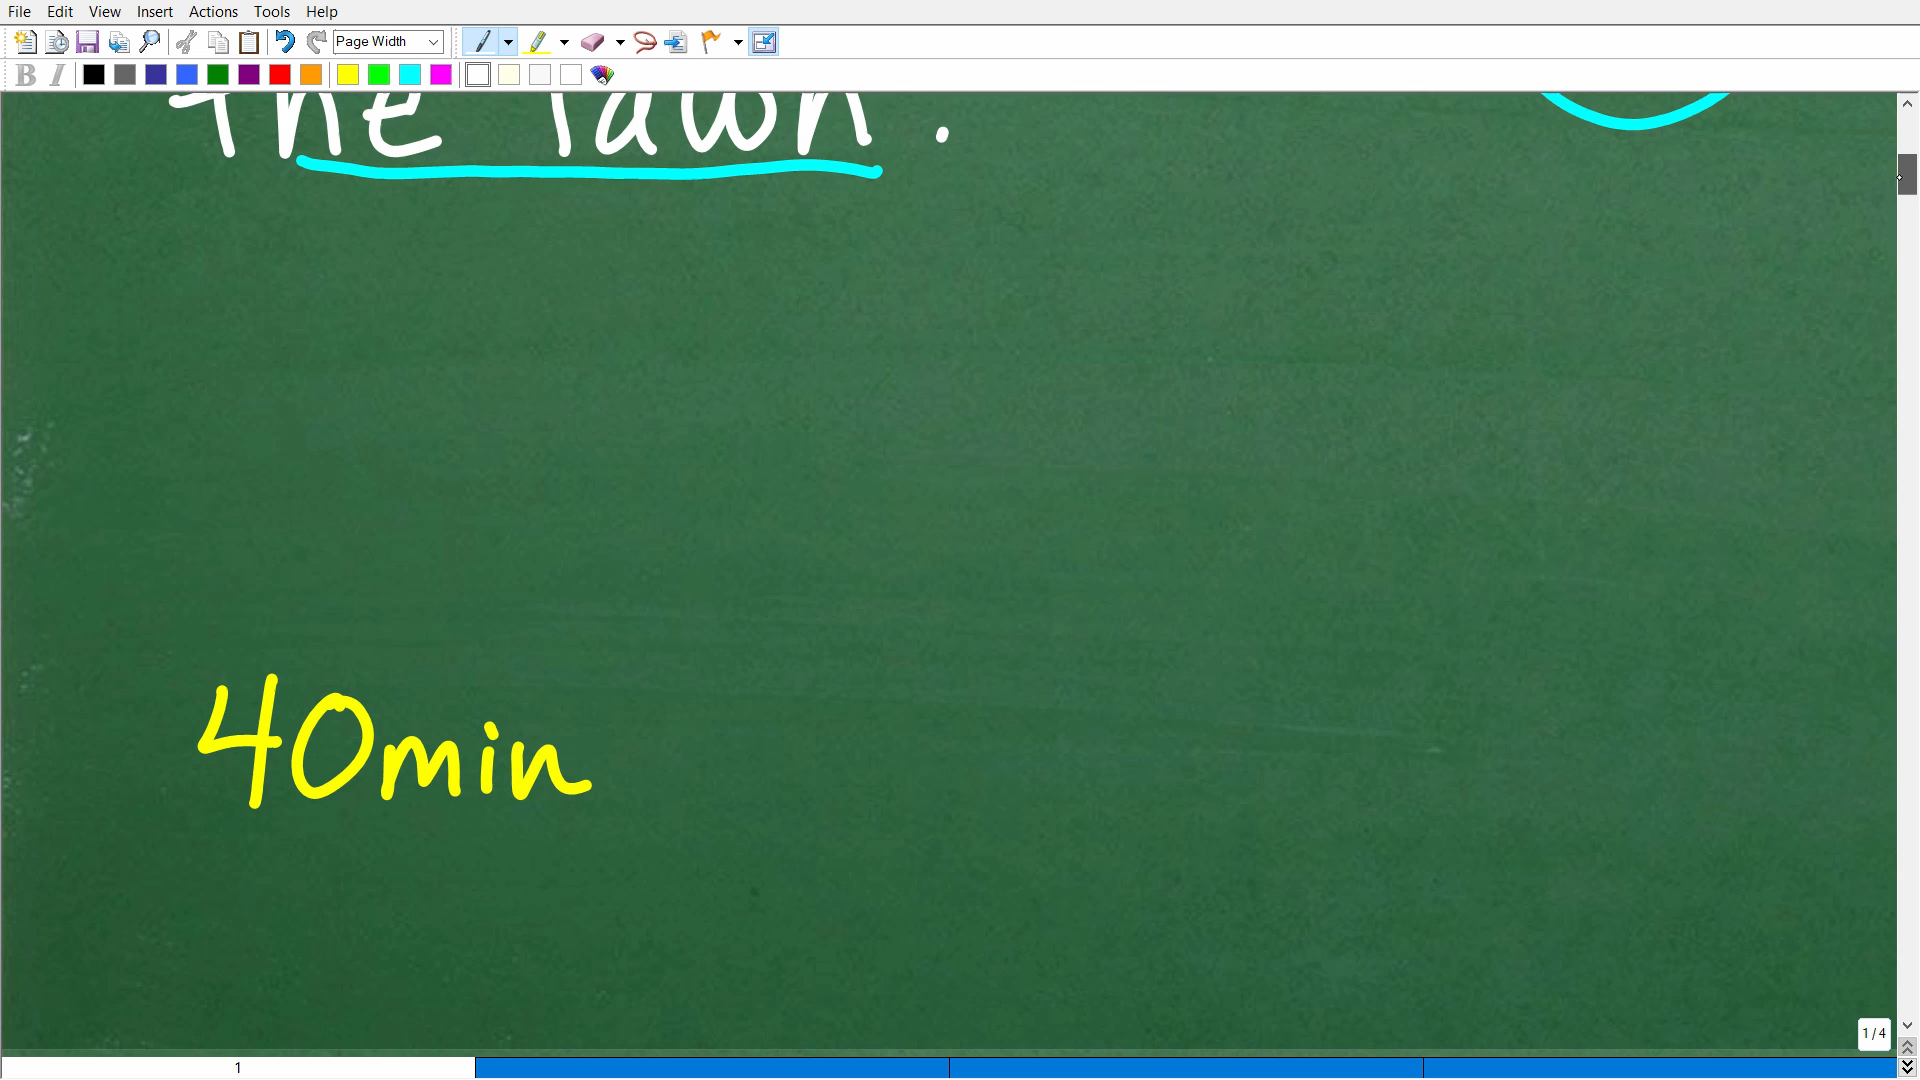 File Edit View Insert Actions Tools Help
Page Width
B I
the lawn.
40min
1 / 4
1